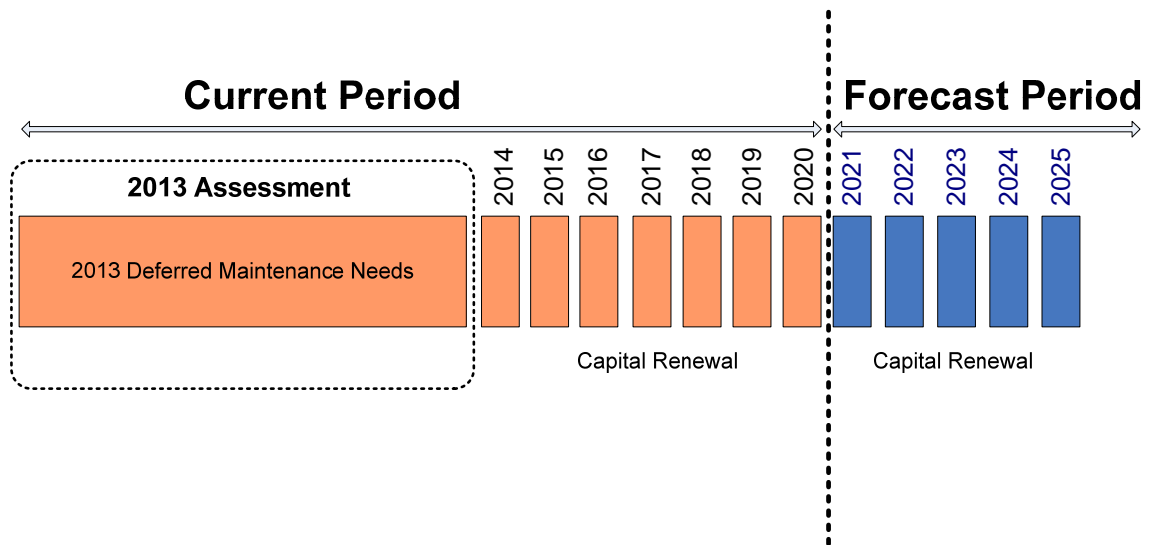 Current Period
Forecast Period
2013 Assessment
2014
2015
2016
2017
2018
2019
2020
2021
2022
2023
2024
2025
2013 Deferred Maintenance Needs
Capital Renewal
Capital Renewal